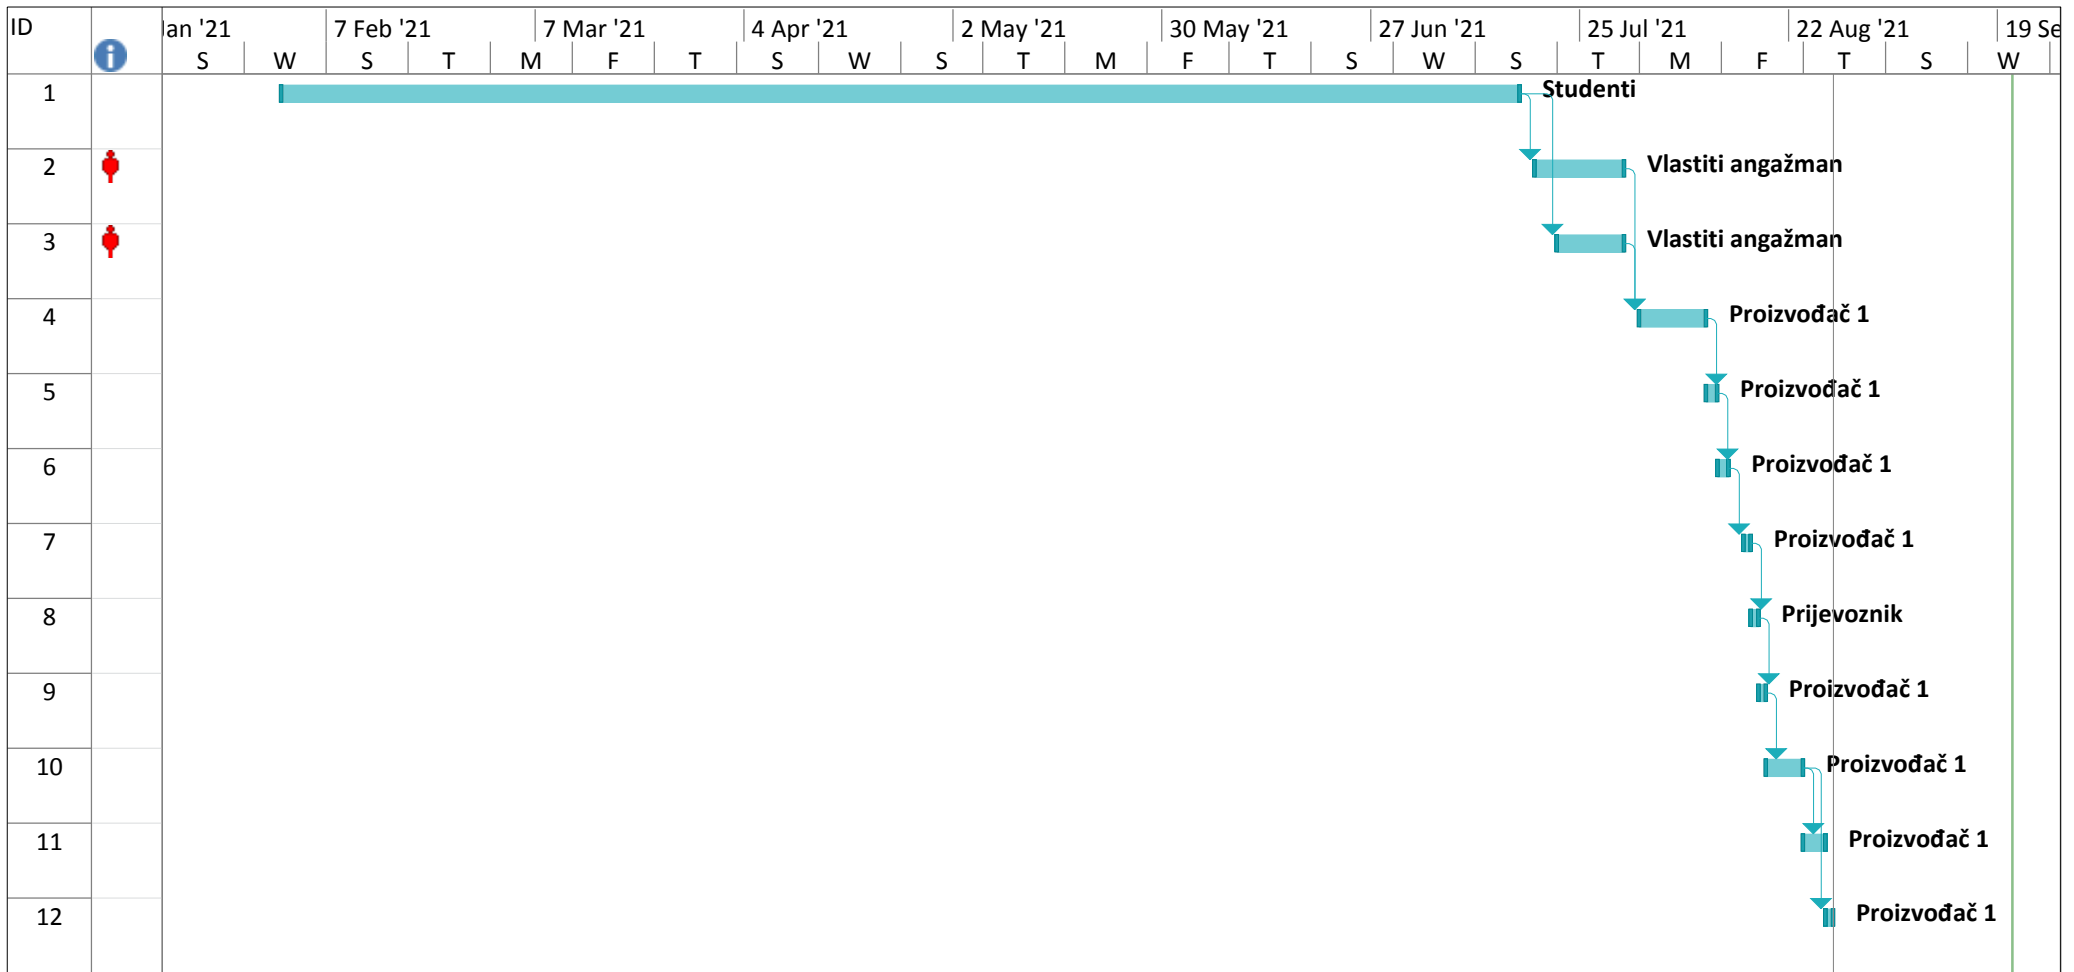 ID Jan '21 7 Feb '21 7 Mar '21 4 Apr '21 2 May '21 30 May '21 27 Jun '21 25 Jul '21 22 Aug '21 19 Se
S W S T M F T S W S T M F T S W S T M F T S W
1 Studenti
2 Vlastiti angažman
3 Vlastiti angažman
4 Proizvođač 1
5 Proizvođač 1
6 Proizvođač 1
7 Proizvođač 1
8 Prijevoznik
9 Proizvođač 1
10 Proizvođač 1
11 Proizvođač 1
12 Proizvođač 1